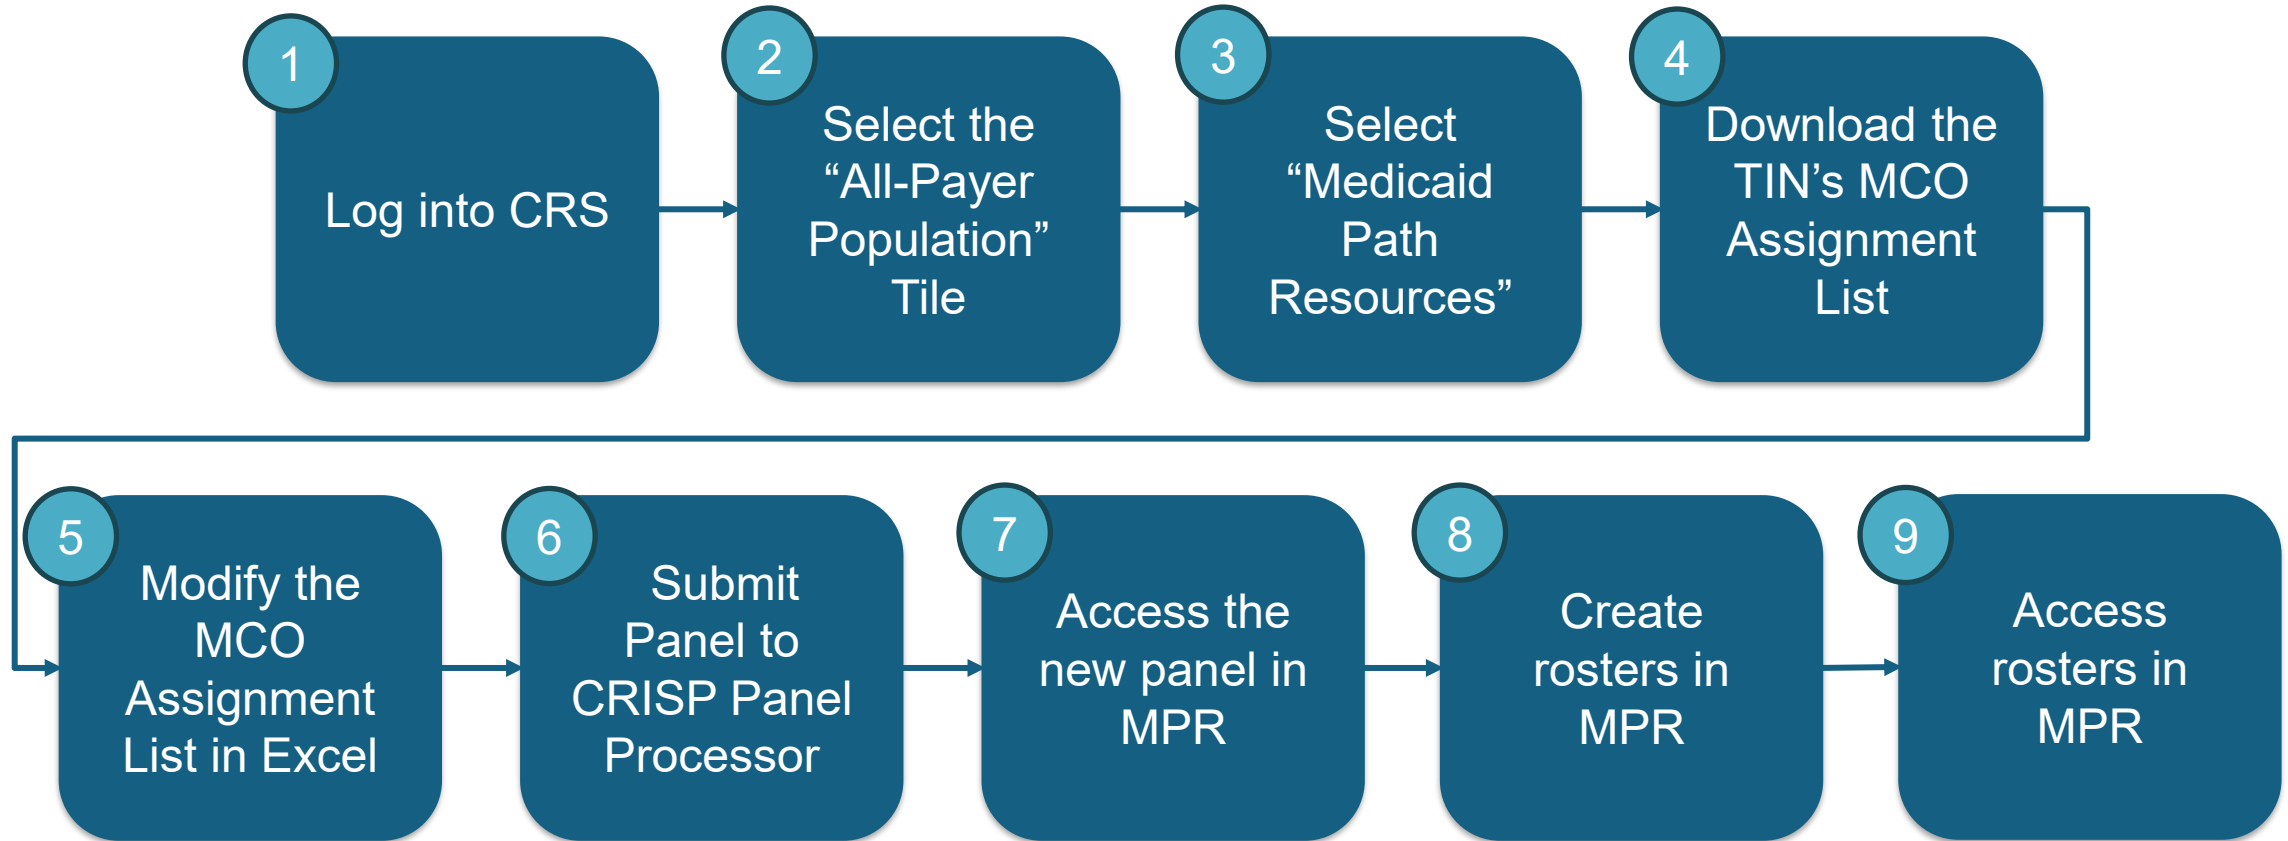 1
Log into CRS
2
Select the
“All-Payer
Population”
Tile
3
Select
“Medicaid
Path
Resources”
4
Download the
TIN’s MCO
Assignment
List
5
Modify the
MCO
Assignment
List in Excel
6
Submit
Panel to
CRISP Panel
Processor
7
Access the
new panel in
MPR
8
Create
rosters in
MPR
9
Access
rosters in
MPR